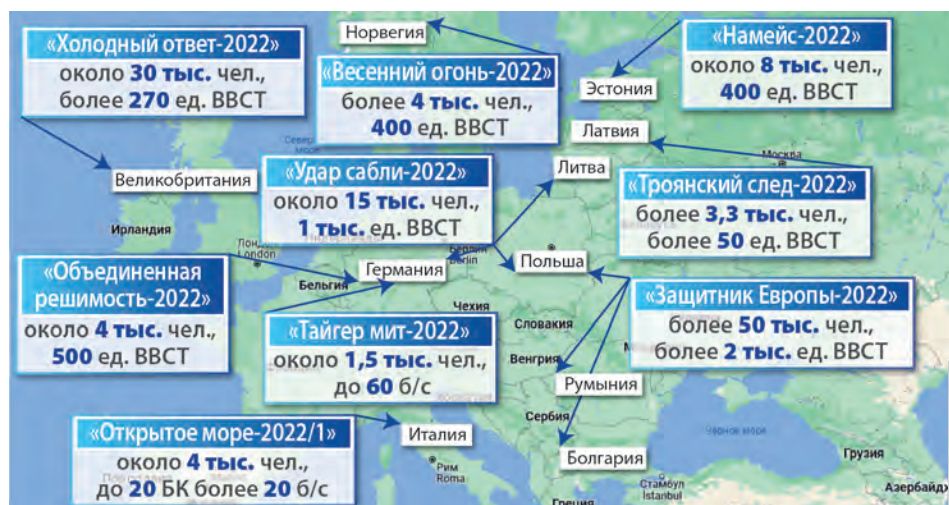 «Холодный ответ-2022»
около 30 тыс. чел.,
более 270 ед. ВВСТ
Норвегия
«Весенний огонь-2022»
более 4 тыс. чел.,
400 ед. ВВСТ
«Намейс-2022»
около 8 тыс. чел.,
400 ед. ВВСТ
Эстония
Латвия
Москва
Литва
Великобритания
Ирландия
«Удар сабли-2022»
около 15 тыс. чел.,
1 тыс. ед. ВВСТ
«Троянский след-2022»
более 3,3 тыс. чел.,
более 50 ед. ВВСТ
London
Берлин
Berlin
Германия
Польша
Бельгия
Чехия
Словакия
Венгрия
«Объединенная
решимость-2022»
около 4 тыс. чел.,
500 ед. ВВСТ
«Тайгер мит-2022»
около 1,5 тыс. чел.,
до 60 б/с
«Защитник Европы-2022»
более 50 тыс. чел.,
более 2 тыс. ед. ВВСТ
Румыния
Сербия
«Открытое море-2022/1»
около 4 тыс. чел.,
до 20 БК более 20 б/с
Италия
Рим
Roma
Болгария
Черное море
Грузия
Стамбул
İstanbul
Греция
Азербайдж